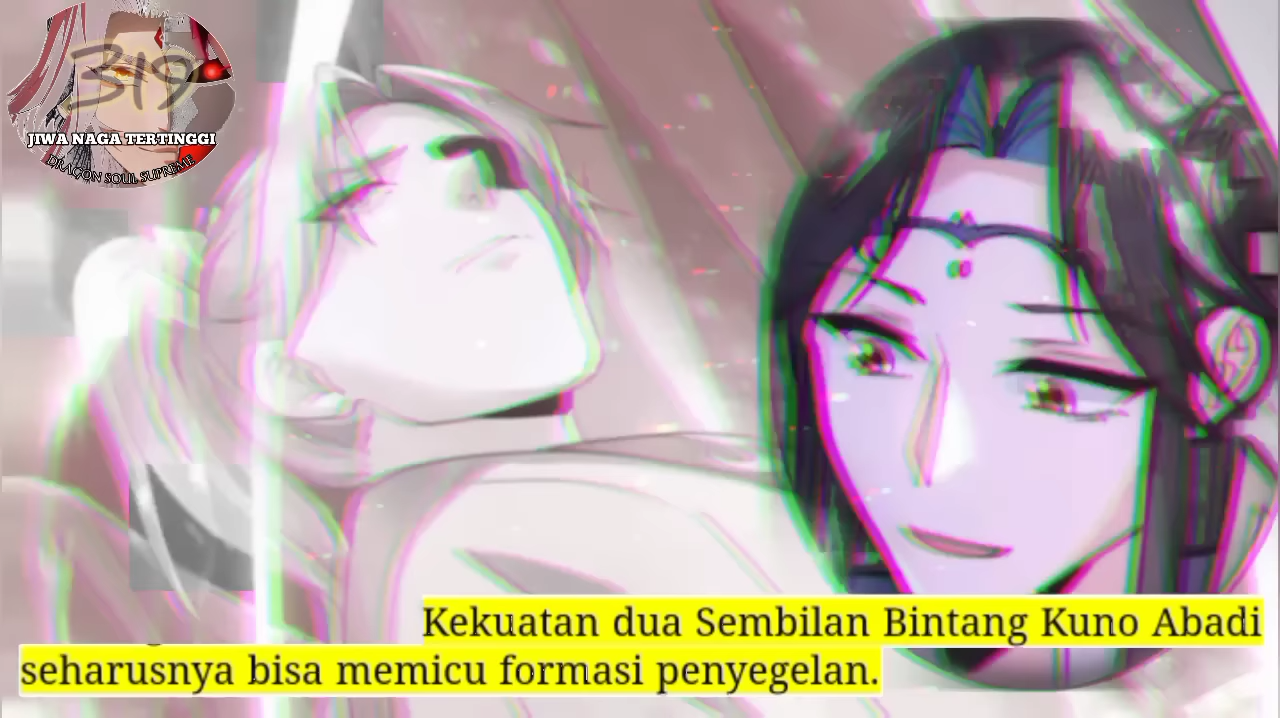 319
JIWA NAGA TERTINGGI
DRAGON SOUL SUPREME
Kekuatan dua Sembilan Bintang Kuno Abadi
seharusnya bisa memicu formasi penyegelan.